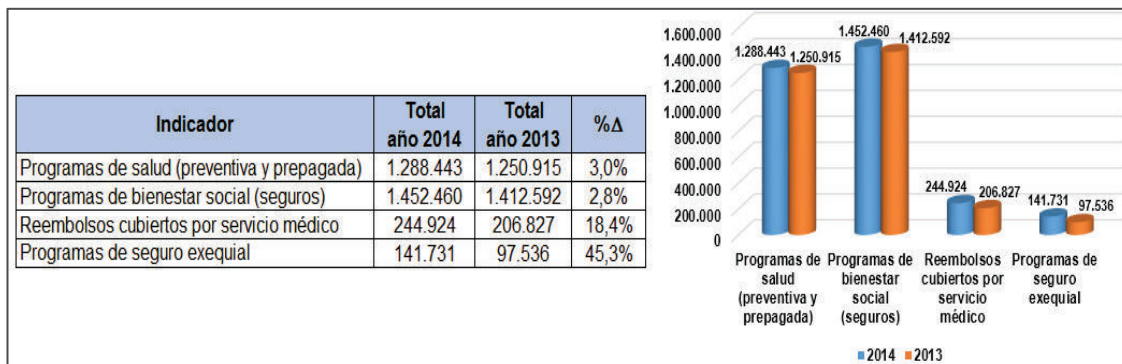 Indicador Total año 2014 Total año 2013 %Δ
Programas de salud (preventiva y prepagada) 1.288.443 1.250.915 3,0%
Programas de bienestar social (seguros) 1.452.460 1.412.592 2,8%
Reembolsos cubiertos por servicio médico 244.924 206.827 18,4%
Programas de seguro exequial 141.731 97.536 45,3%
1.600.000
1.400.000
1.200.000
1.000.000
800.000
600.000
400.000
200.000
0
1.288.443
1.250.915
1.452.460
1.412.592
244.924
206.827
141.731
97.536
Programas de
salud
(preventiva y
prepagada)
Programas de
bienestar
social
(seguros)
Reembolsos
cubiertos por
servicio
médico
Programas de
seguro
exequial
2014 2013